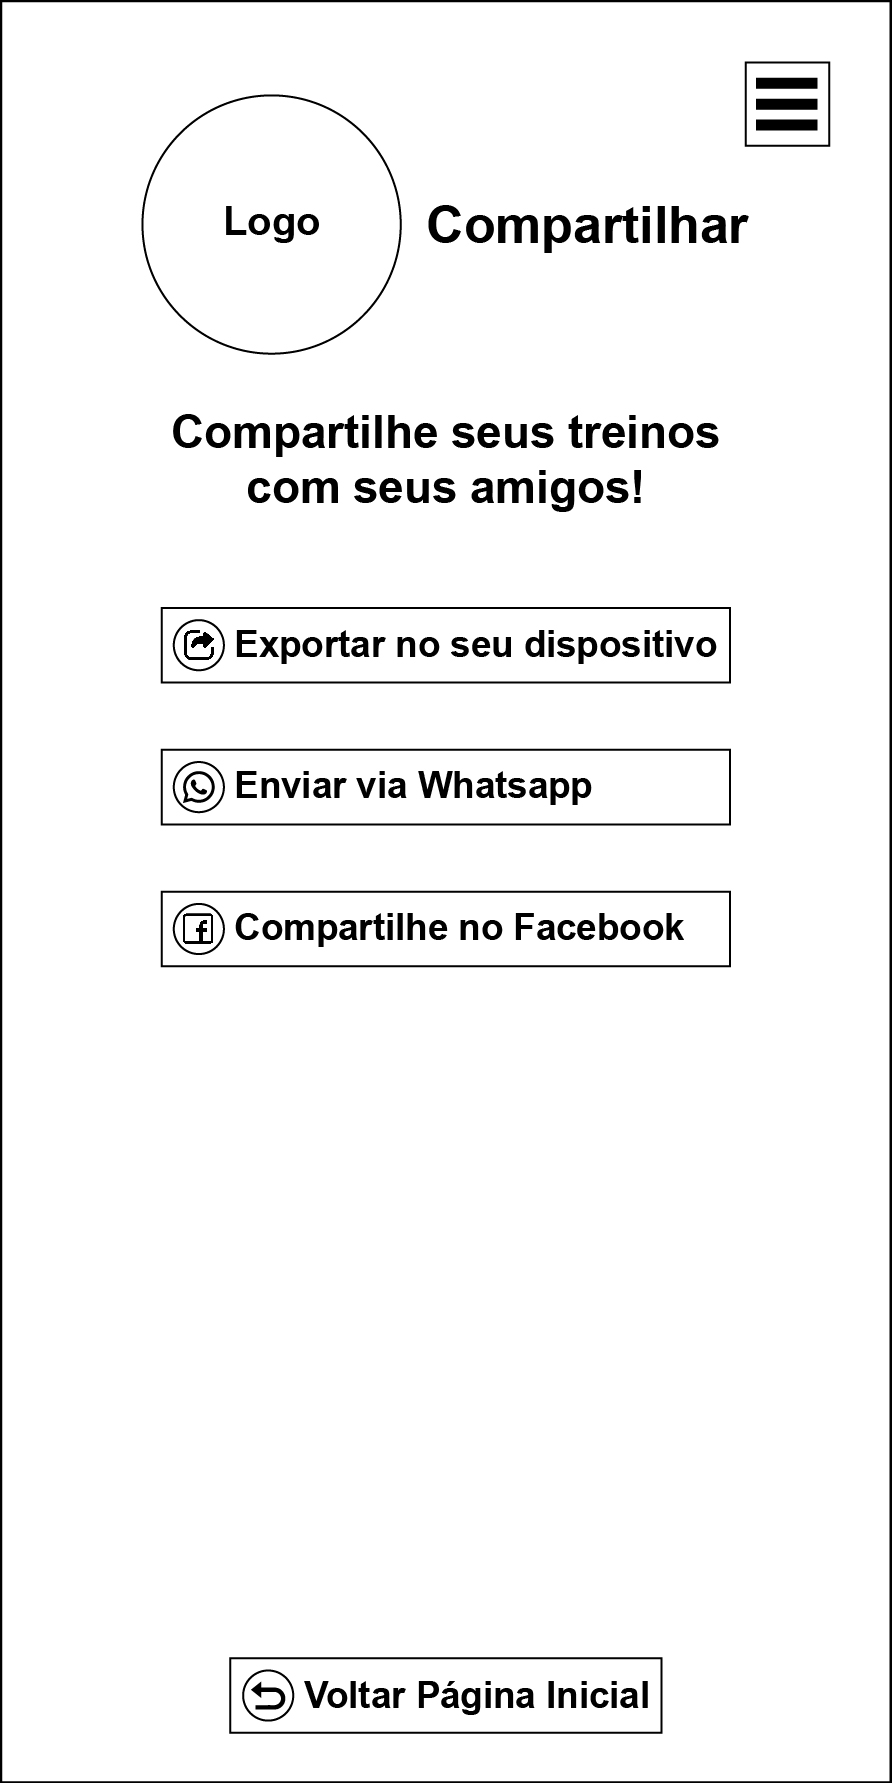 Logo
Compartilhar
Compartilhe seus treinos
com seus amigos!
Exportar no seu dispositivo
Enviar via Whatsapp
Compartilhe no Facebook
Voltar Página Inicial